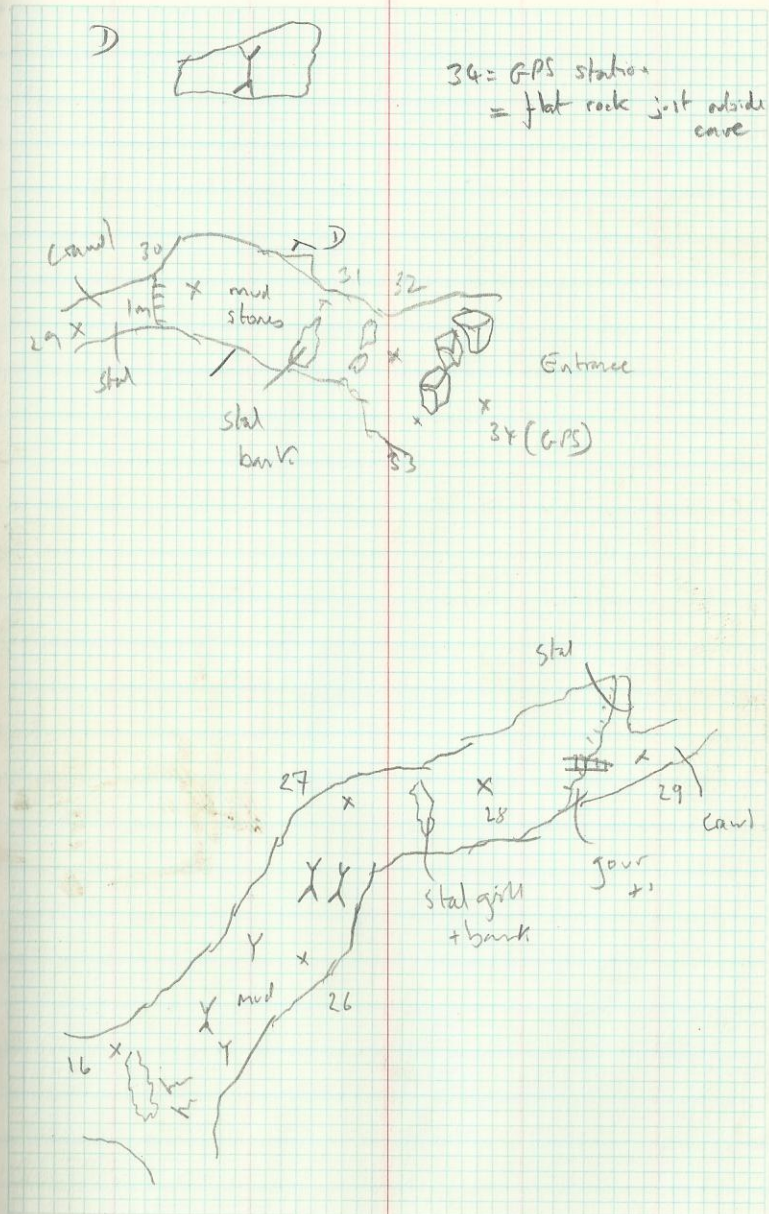 D
34 = GPS station
= flat rock just outside
cave
Crawl
30
D
31
32
1m
mud
stones
29
Stal
Entrance
Stal
bank
34 (GPS)
33
Stal
27
28
29
Crawl
gour
Stal grill
+ bank
mud
26
16